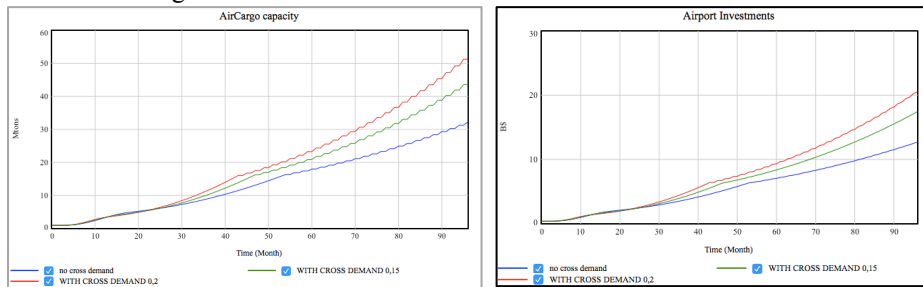 AirCargo capacity
60
50
40
30
20
10
0
Mtons
0 10 20 30 40 50 60 70 80 90
Time (Month)
no cross demand
WITH CROSS DEMAND 0,15
WITH CROSS DEMAND 0,2
Airport Investments
30
20
10
0
B$
0 10 20 30 40 50 60 70 80 90
Time (Month)
no cross demand
WITH CROSS DEMAND 0,15
WITH CROSS DEMAND 0,2